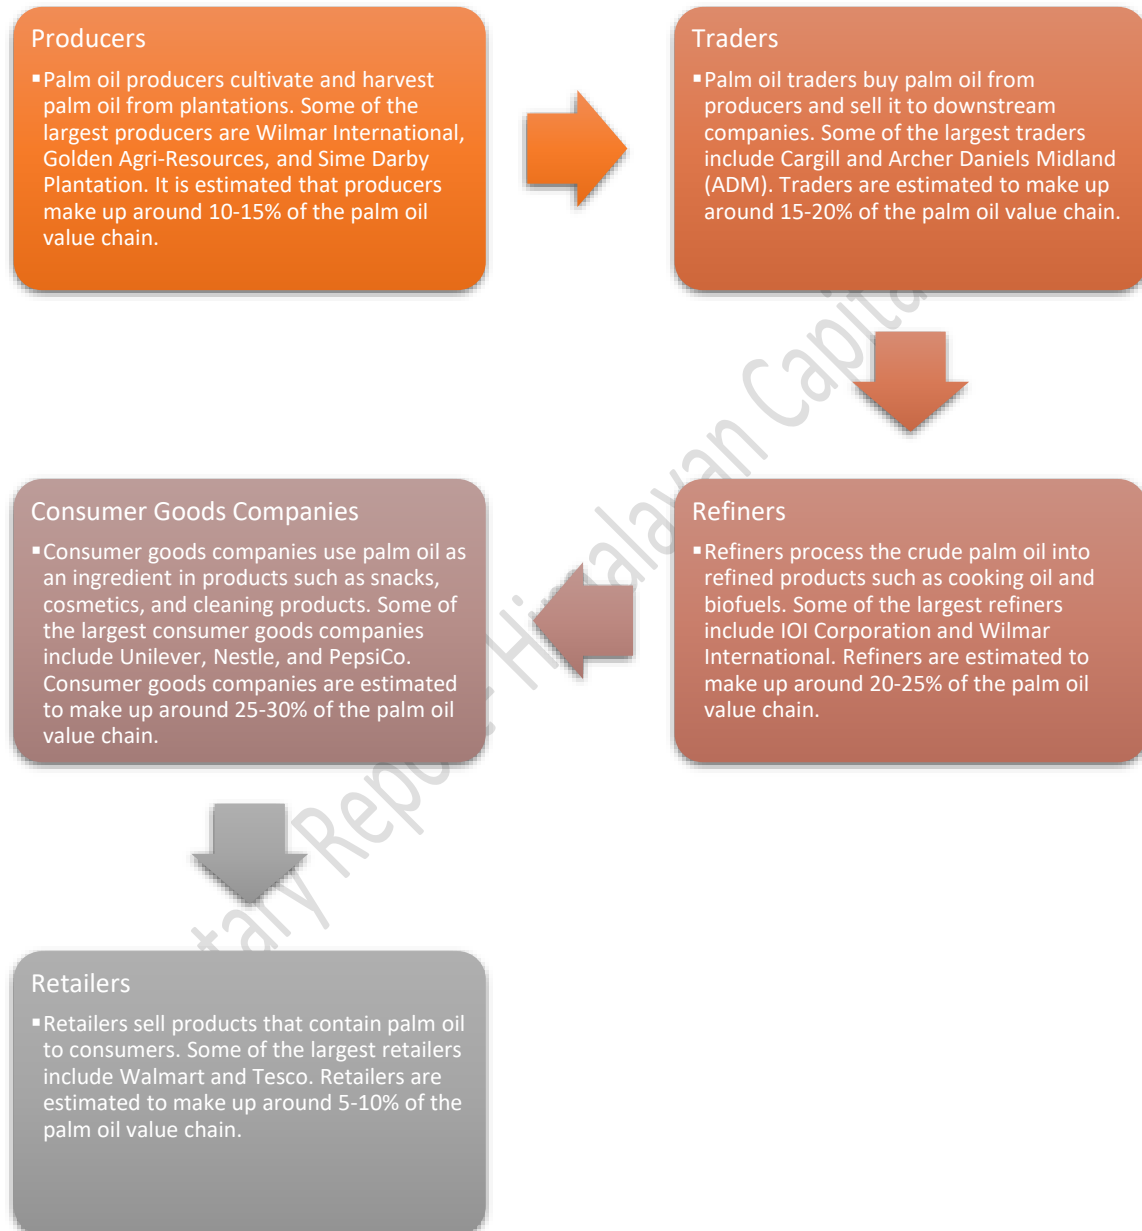 Producers
▪Palm oil producers cultivate and harvest
palm oil from plantations. Some of the
largest producers are Wilmar International,
Golden Agri-Resources, and Sime Darby
Plantation. It is estimated that producers
make up around 10-15% of the palm oil
value chain.
Traders
▪Palm oil traders buy palm oil from
producers and sell it to downstream
companies. Some of the largest traders
include Cargill and Archer Daniels Midland
(ADM). Traders are estimated to make up
around 15-20% of the palm oil value chain.
Refiners
▪Refiners process the crude palm oil into
refined products such as cooking oil and
biofuels. Some of the largest refiners
include IOI Corporation and Wilmar
International. Refiners are estimated to
make up around 20-25% of the palm oil
value chain.
Consumer Goods Companies
▪Consumer goods companies use palm oil as
an ingredient in products such as snacks,
cosmetics, and cleaning products. Some of
the largest consumer goods companies
include Unilever, Nestle, and PepsiCo.
Consumer goods companies are estimated
to make up around 25-30% of the palm oil
value chain.
Retailers
▪Retailers sell products that contain palm oil
to consumers. Some of the largest retailers
include Walmart and Tesco. Retailers are
estimated to make up around 5-10% of the
palm oil value chain.